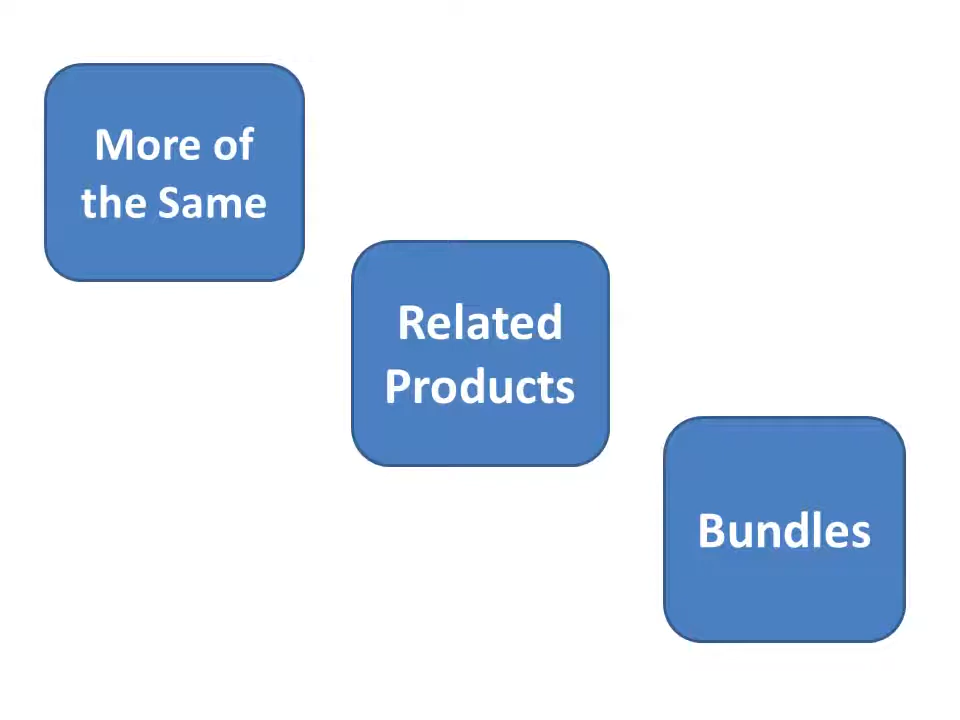 More of
the Same
Related
Products
Bundles